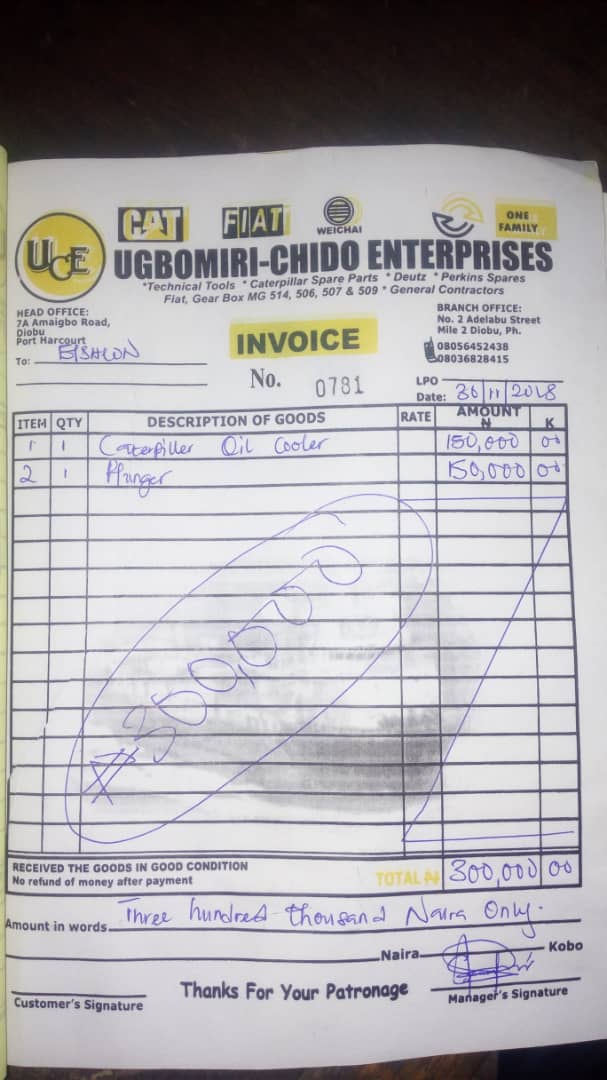 CAT FIAT WEICHAI ONE FAMILY
UCE
UGBOMIRI-CHIDO ENTERPRISES
*Technical Tools * Caterpillar Spare Parts * Deutz * Perkins Spares
Fiat, Gear Box MG 514, 506, 507 & 509 * General Contractors
HEAD OFFICE:
7A Amaigbo Road,
Diobu
Port Harcourt
BRANCH OFFICE:
No. 2 Adelabu Street
Mile 2 Diobu, Ph.
08056452438
08036828415
To:
INVOICE
No. 0781
LPO
Date: 30/11/2018
ITEM QTY DESCRIPTION OF GOODS RATE AMOUNT ₦ K
1 1 Caterpiller Oil Cooler 150,000 00
2 1 150,000 00
RECEIVED THE GOODS IN GOOD CONDITION
No refund of money after payment
TOTAL ₦ 300,000 00
Amount in words Three hundred thousand Naira Only.
Naira Kobo
Customer's Signature
Thanks For Your Patronage
Manager's Signature